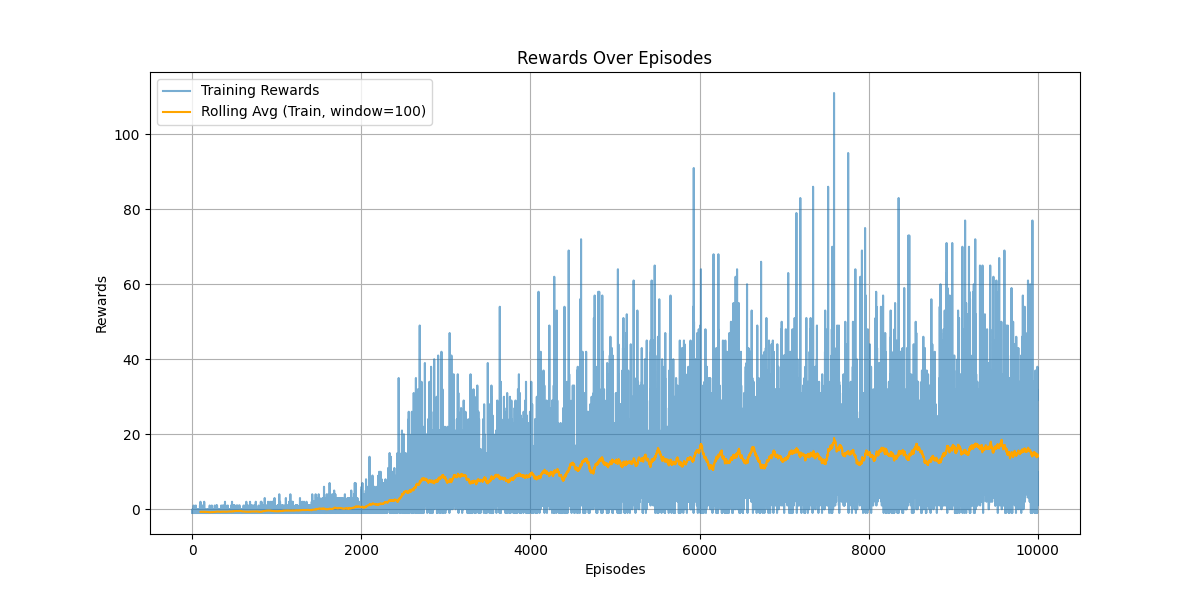 Rewards Over Episodes
Training Rewards
Rolling Avg (Train, window=100)
Rewards
100
80
60
40
20
0
0 2000 4000 6000 8000 10000
Episodes